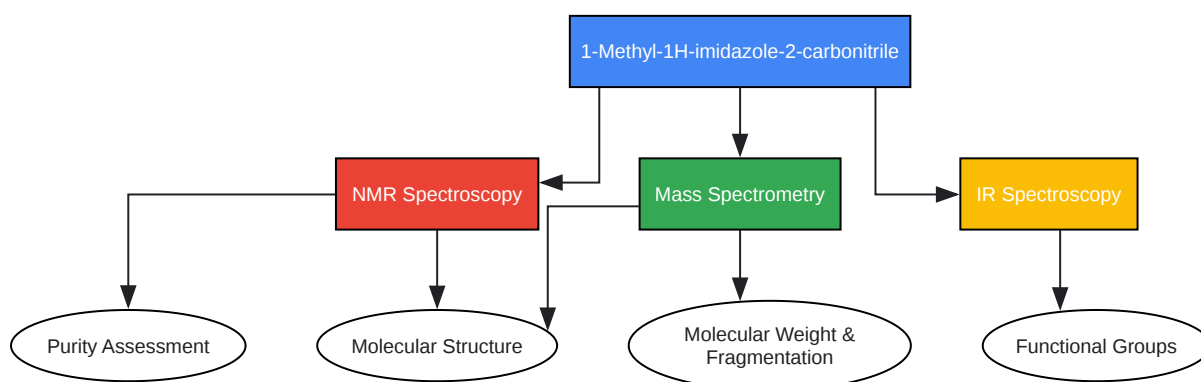 1-Methyl-1H-imidazole-2-carbonitrile
NMR Spectroscopy
Mass Spectrometry
IR Spectroscopy
Purity Assessment
Molecular Structure
Molecular Weight &
Fragmentation
Functional Groups